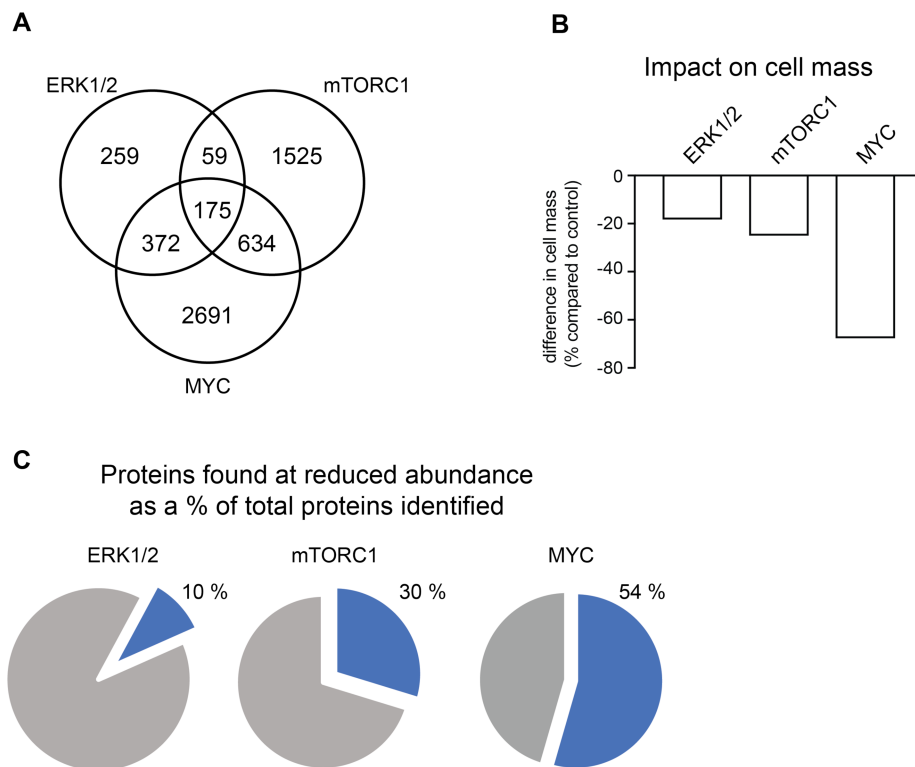 A
ERK1/2
mTORC1
259
59
1525
175
372
634
2691
MYC
B
Impact on cell mass
ERK1/2
mTORC1
MYC
difference in cell mass
(% compared to control)
0
-20
-40
-60
-80
C
Proteins found at reduced abundance
as a % of total proteins identified
ERK1/2
10 %
mTORC1
30 %
MYC
54 %